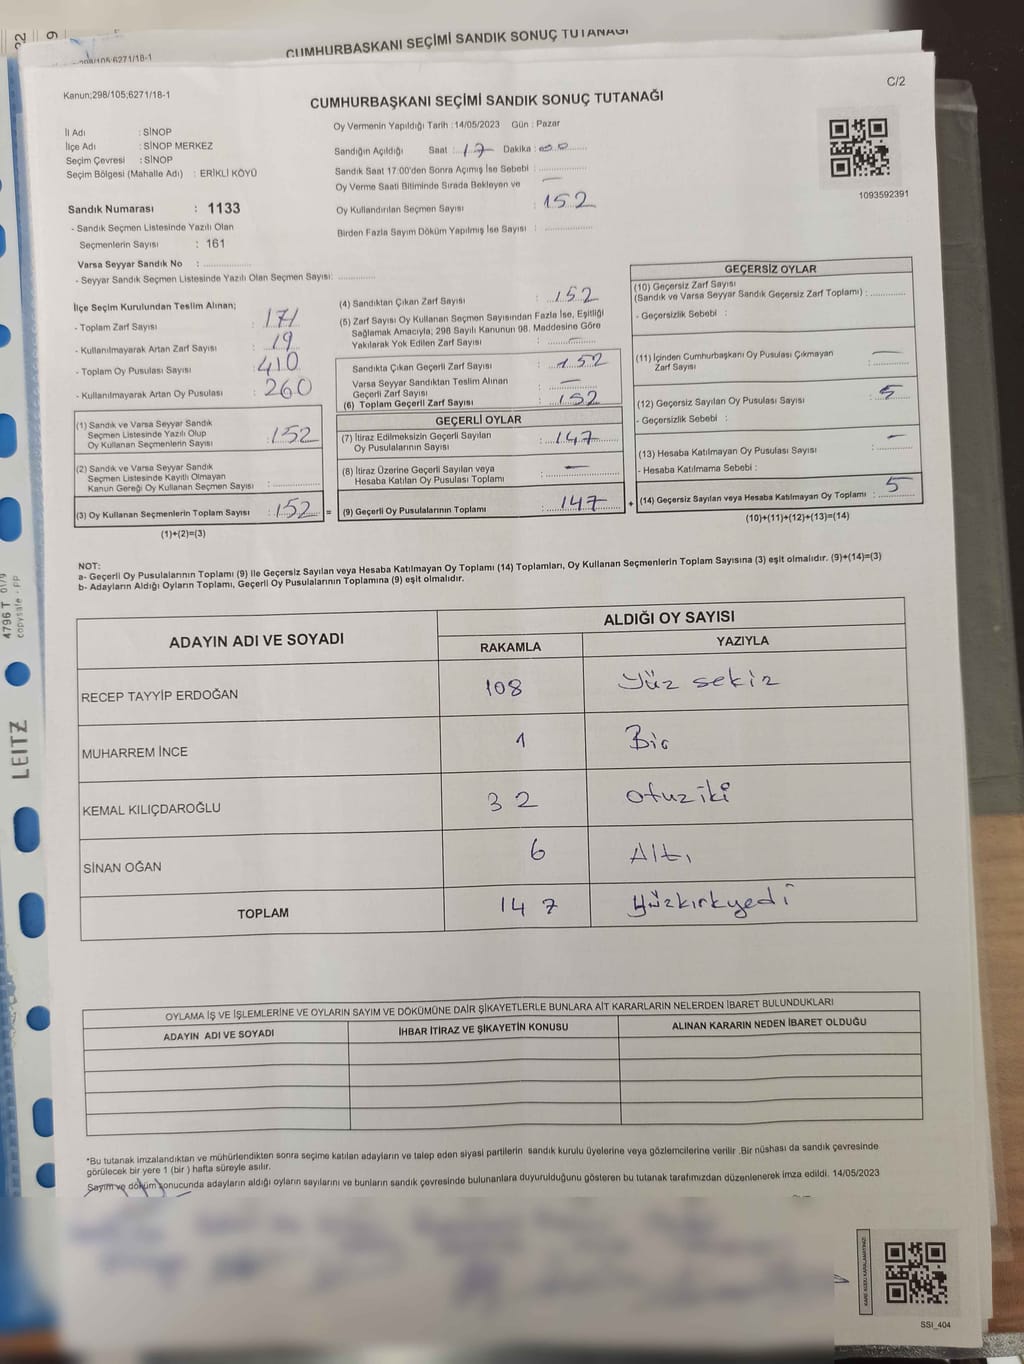 CUMHURBAŞKANI SEÇİMİ SANDIK SONUÇ TUTANAĞI
C/2
Kanun;298/105;6271/18-1
CUMHURBAŞKANI SEÇİMİ SANDIK SONUÇ TUTANAĞI
Oy Vermenin Yapıldığı Tarih : 14/05/2023 Gün : Pazar
İl Adı : SİNOP
İlçe Adı : SİNOP MERKEZ
Seçim Çevresi : SİNOP
Seçim Bölgesi (Mahalle Adı) : ERİKLİ KÖYÜ
Sandık Numarası : 1133
- Sandık Seçmen Listesinde Yazılı Olan
Seçmenlerin Sayısı : 161
Varsa Seyyar Sandık No :
- Seyyar Sandık Seçmen Listesinde Yazılı Olan Seçmen Sayısı:
Sandığın Açıldığı Saat : 17 Dakika : 00
Sandık Saat 17:00'den Sonra Açımış İse Sebebi :
Oy Verme Saati Bitiminde Sırada Bekleyen ve —
Oy Kullandırılan Seçmen Sayısı : 152
Birden Fazla Sayım Döküm Yapılmış İse Sayısı :
1093592391
İlçe Seçim Kurulundan Teslim Alınan;
- Toplam Zarf Sayısı : 171
- Kullanılmayarak Artan Zarf Sayısı : 19
- Toplam Oy Pusulası Sayısı : 410
- Kullanılmayarak Artan Oy Pusulası : 260
(1) Sandık ve Varsa Seyyar Sandık
Seçmen Listesinde Yazılı Olup
Oy Kullanan Seçmenlerin Sayısı : 152
(2) Sandık ve Varsa Seyyar Sandık
Seçmen Listesinde Kayıtlı Olmayan
Kanun Gereği Oy Kullanan Seçmen Sayısı :
(3) Oy Kullanan Seçmenlerin Toplam Sayısı : 152 =
(1)+(2)=(3)
(4) Sandıktan Çıkan Zarf Sayısı : 152
(5) Zarf Sayısı Oy Kullanan Seçmen Sayısından Fazla İse, Eşitliği
Sağlamak Amacıyla; 298 Sayılı Kanunun 98. Maddesine Göre
Yakılarak Yok Edilen Zarf Sayısı : —
Sandıkta Çıkan Geçerli Zarf Sayısı : 152
Varsa Seyyar Sandıktan Teslim Alınan
Geçerli Zarf Sayısı : —
(6) Toplam Geçerli Zarf Sayısı : 152
GEÇERLİ OYLAR
(7) İtiraz Edilmeksizin Geçerli Sayılan
Oy Pusulalarının Sayısı : 147
(8) İtiraz Üzerine Geçerli Sayılan veya
Hesaba Katılan Oy Pusulası Toplamı : —
(9) Geçerli Oy Pusulalarının Toplamı : 147 +
GEÇERSİZ OYLAR
(10) Geçersiz Zarf Sayısı
(Sandık ve Varsa Seyyar Sandık Geçersiz Zarf Toplamı) :
- Geçersizlik Sebebi :
(11) İçinden Cumhurbaşkanı Oy Pusulası Çıkmayan
Zarf Sayısı : —
(12) Geçersiz Sayılan Oy Pusulası Sayısı : 5
- Geçersizlik Sebebi :
(13) Hesaba Katılmayan Oy Pusulası Sayısı : —
- Hesaba Katılmama Sebebi :
(14) Geçersiz Sayılan veya Hesaba Katılmayan Oy Toplamı : 5
(10)+(11)+(12)+(13)=(14)
NOT:
a- Geçerli Oy Pusulalarının Toplamı (9) ile Geçersiz Sayılan veya Hesaba Katılmayan Oy Toplamı (14) Toplamları, Oy Kullanan Seçmenlerin Toplam Sayısına (3) eşit olmalıdır. (9)+(14)=(3)
b- Adayların Aldığı Oyların Toplamı, Geçerli Oy Pusulalarının Toplamına (9) eşit olmalıdır.
ADAYIN ADI VE SOYADI
ALDIĞI OY SAYISI
RAKAMLA YAZIYLA
RECEP TAYYİP ERDOĞAN 108 Yüz sekiz
MUHARREM İNCE 1 Bir
KEMAL KILIÇDAROĞLU 32 otuziki
SİNAN OĞAN 6 Altı
TOPLAM 147 Yüzkırkyedi
OYLAMA İŞ ve İŞLEMLERİNE VE OYLARIN SAYIM VE DÖKÜMÜNE DAİR ŞİKAYETLERLE BUNLARA AİT KARARLARIN NELERDEN İBARET BULUNDUKLARI
ADAYIN ADI VE SOYADI İHBAR İTİRAZ VE ŞİKAYETİN KONUSU ALINAN KARARIN NEDEN İBARET OLDUĞU
*Bu tutanak imzalandıktan ve mühürlendikten sonra seçime katılan adayların ve talep eden siyasi partilerin sandık kurulu üyelerine veya gözlemcilerine verilir .Bir nüshası da sandık çevresinde
görülecek bir yere 1 (bir ) hafta süreyle asılır.
Sayım ve döküm sonucunda adayların aldığı oyların sayılarını ve bunların sandık çevresinde bulunanlara duyurulduğunu gösteren bu tutanak tarafımızdan düzenlenerek imza edildi. 14/05/2023
SSI_404
LEITZ
4796 T
copysafe - PP